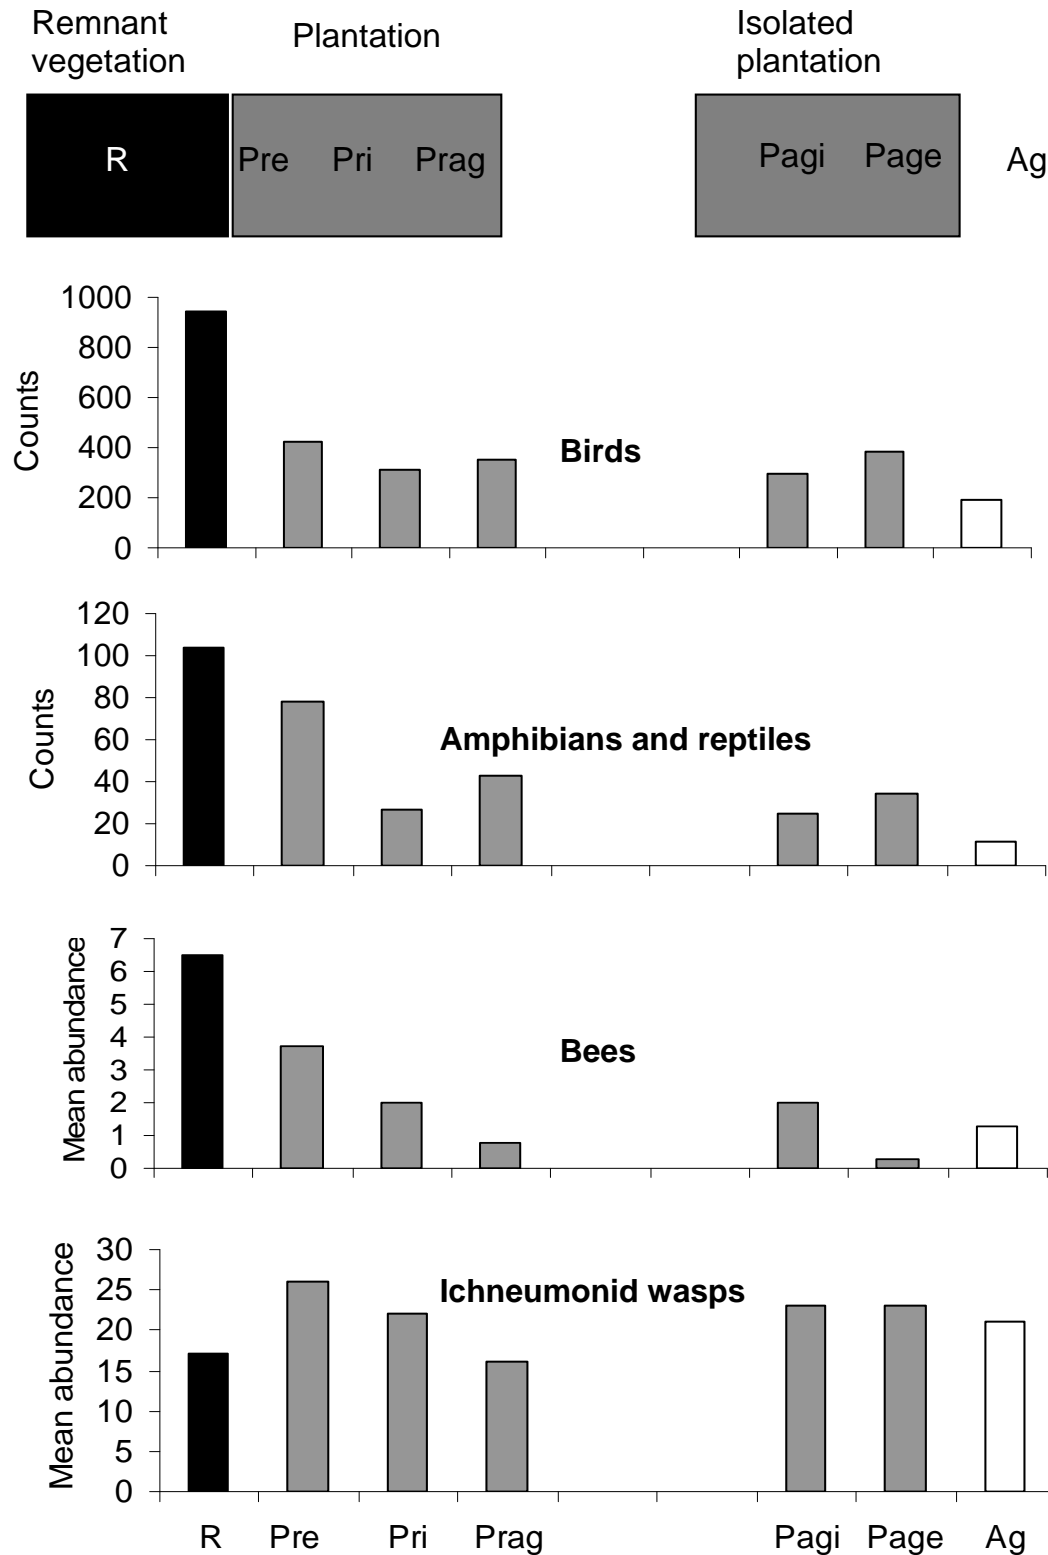 Remnant
vegetation
Plantation
Isolated
plantation
R
Pre
Pri
Prag
Pagi
Page
Ag
1000
800
600
400
200
0
Counts
Birds
120
100
80
60
40
20
0
Counts
Amphibians and reptiles
7
6
5
4
3
2
1
0
Mean abundance
Bees
30
25
20
15
10
5
0
Mean abundance
Ichneumonid wasps
R
Pre
Pri
Prag
Pagi
Page
Ag